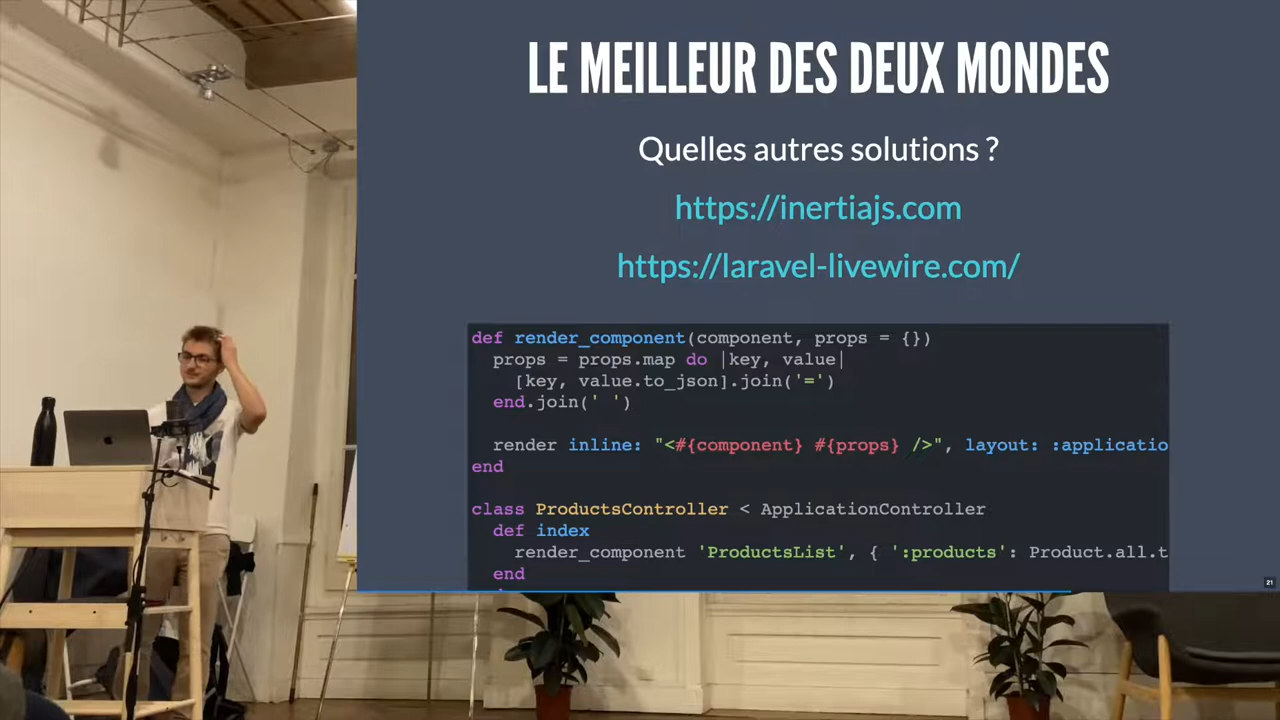 LE MEILLEUR DES DEUX MONDES
Quelles autres solutions ?
https://inertiajs.com
https://laravel-livewire.com/
def render_component(component, props = {})
props = props.map do |key, value|
[key, value.to_json].join('=')
end.join(' ')
render inline: "<#{component} #{props} />", layout: :applicatio
end
class ProductsController < ApplicationController
def index
render_component 'ProductsList', { ':products': Product.all.t
end
21